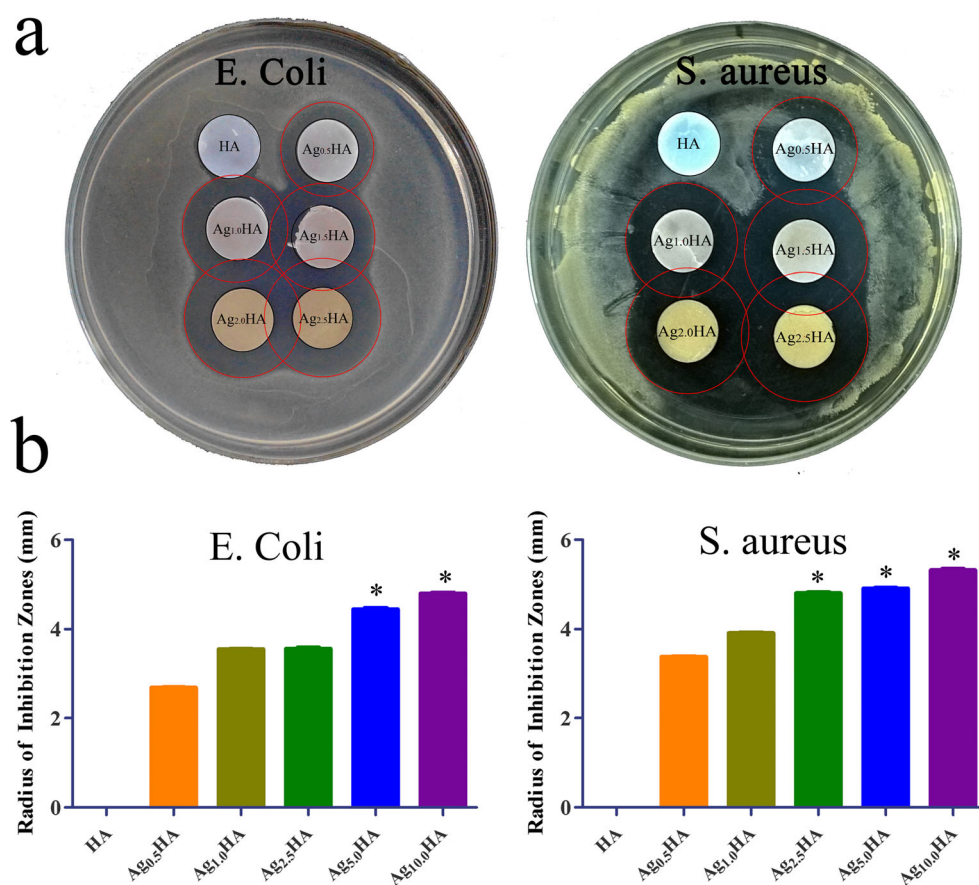 a
E. Coli
HA
Ag0.5HA
Ag1.0HA
Ag1.5HA
Ag2.0HA
Ag2.5HA
S. aureus
HA
Ag0.5HA
Ag1.0HA
Ag1.5HA
Ag2.0HA
Ag2.5HA
b
E. Coli
Radius of Inhibition Zones (mm)
6
4
2
0
* *
HA Ag0.5HA Ag1.0HA Ag2.5HA Ag5.0HA Ag10.0HA
S. aureus
Radius of Inhibition Zones (mm)
6
4
2
0
* * *
HA Ag0.5HA Ag1.0HA Ag2.5HA Ag5.0HA Ag10.0HA